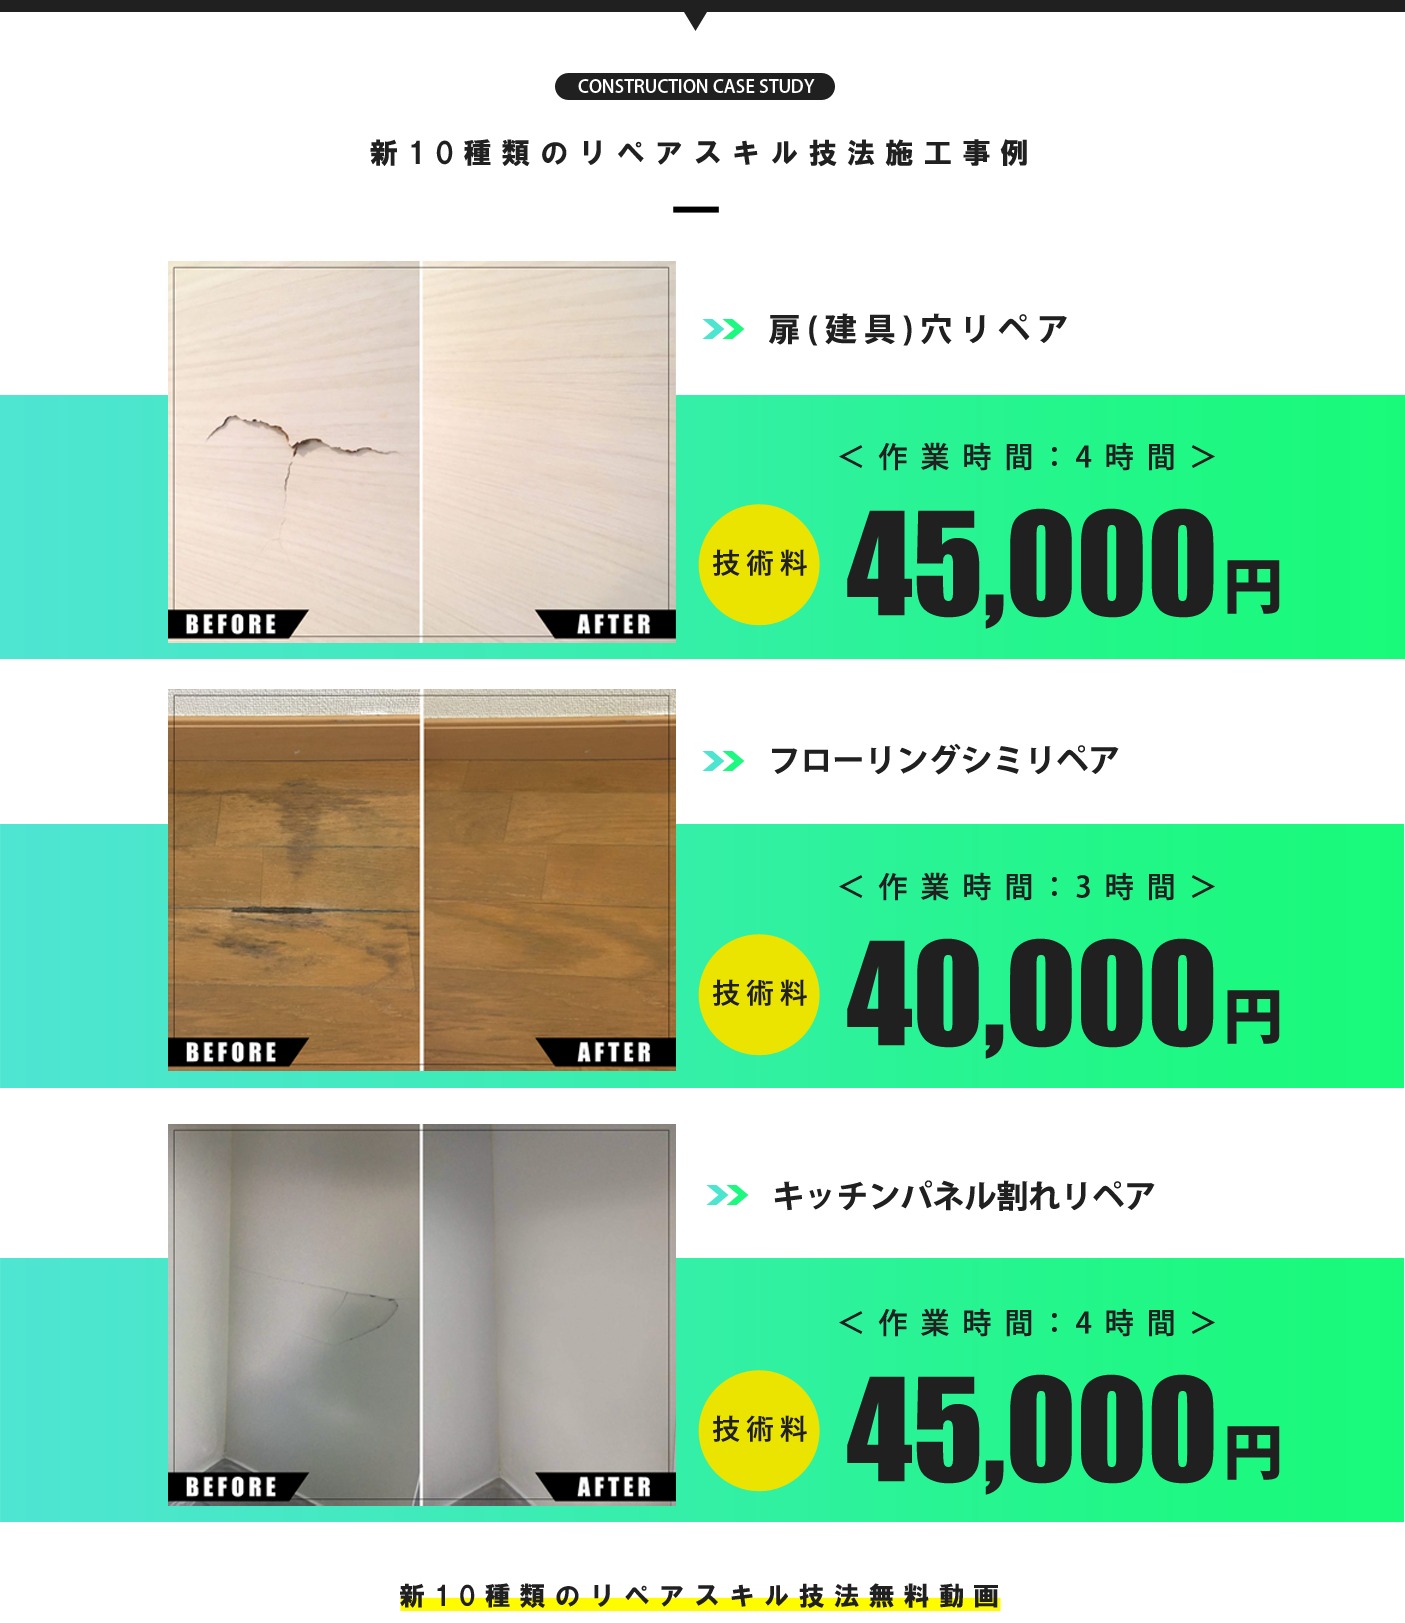 CONSTRUCTION CASE STUDY
新10種類のリペアスキル技法施工事例
扉(建具)穴リペア
＜作業時間：4時間＞
技術料
45,000円
BEFORE
AFTER
フローリングシミリペア
＜作業時間：3時間＞
技術料
40,000円
BEFORE
AFTER
キッチンパネル割れリペア
＜作業時間：4時間＞
技術料
45,000円
BEFORE
AFTER
新10種類のリペアスキル技法無料動画